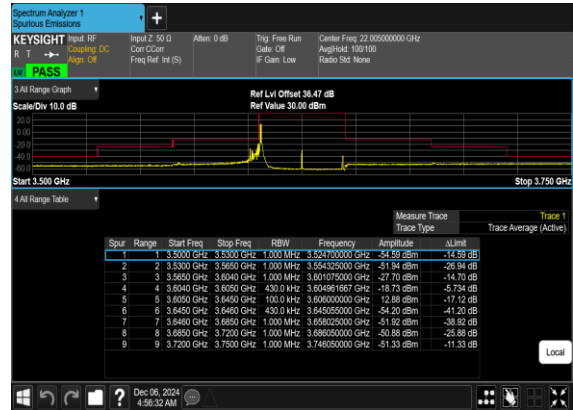 Spectrum Analyzer 1
Spurious Emissions
KEYSIGHT Input: RF Input Z: 50 Ω Atten: 0 dB Trig: Free Run Center Freq: 22.005000000 GHz
R T Coupling: DC Corr CCorr Gate: Off Avg|Hold: 100/100
Align: Off Freq Ref: Int (S) IF Gain: Low Radio Std: None
PASS
3 All Range Graph
Ref Lvl Offset 36.47 dB
Scale/Div 10.0 dB Ref Value 30.00 dBm
20.0
0.00
-20.0
-40.0
-60.0
Start 3.500 GHz Stop 3.750 GHz
4 All Range Table
Measure Trace Trace 1
Trace Type Trace Average (Active)
Spur Range Start Freq Stop Freq RBW Frequency Amplitude ΔLimit
1 1 3.5000 GHz 3.5300 GHz 1.000 MHz 3.524700000 GHz -54.59 dBm -14.59 dB
2 2 3.5300 GHz 3.5650 GHz 1.000 MHz 3.554325000 GHz -51.94 dBm -26.94 dB
3 3 3.5650 GHz 3.6040 GHz 1.000 MHz 3.601075000 GHz -27.70 dBm -14.70 dB
4 4 3.6040 GHz 3.6050 GHz 430.0 kHz 3.604961667 GHz -18.73 dBm -5.734 dB
5 5 3.6050 GHz 3.6450 GHz 100.0 kHz 3.606000000 GHz 12.88 dBm -17.12 dB
6 6 3.6450 GHz 3.6460 GHz 430.0 kHz 3.645055000 GHz -54.20 dBm -41.20 dB
7 7 3.6460 GHz 3.6850 GHz 1.000 MHz 3.658025000 GHz -51.92 dBm -38.92 dB
8 8 3.6850 GHz 3.7200 GHz 1.000 MHz 3.686050000 GHz -50.88 dBm -25.88 dB
9 9 3.7200 GHz 3.7500 GHz 1.000 MHz 3.746050000 GHz -51.33 dBm -11.33 dB
Local
Dec 06, 2024
4:56:32 AM